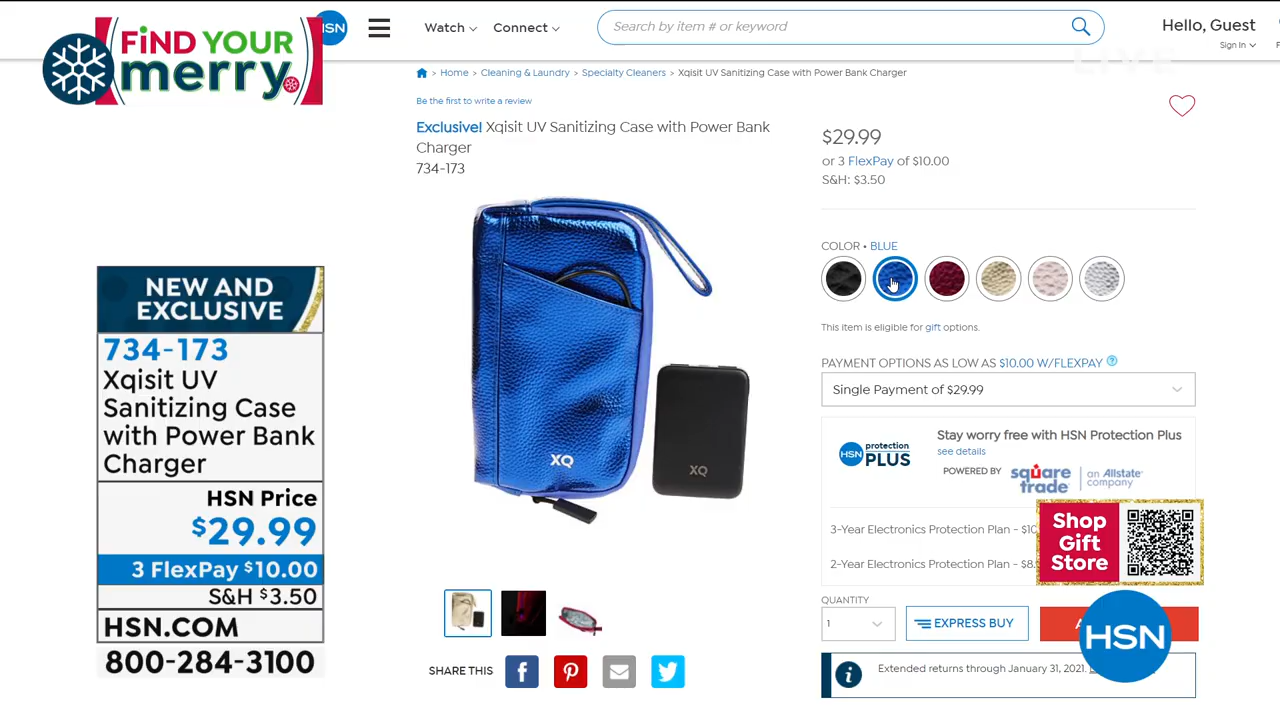 FiND YOUR
merry
HSN
Watch
Connect
Search by item # or keyword
Hello, Guest
Sign In
LIVE
Home > Cleaning & Laundry > Specialty Cleaners > Xqisit UV Sanitizing Case with Power Bank Charger
Be the first to write a review
Exclusive! Xqisit UV Sanitizing Case with Power Bank
Charger
734-173
$29.99
or 3 FlexPay of $10.00
S&H: $3.50
COLOR • BLUE
This item is eligible for gift options.
PAYMENT OPTIONS AS LOW AS $10.00 W/FLEXPAY ?
Single Payment of $29.99
HSN protection
PLUS
Stay worry free with HSN Protection Plus
see details
POWERED BY
square
trade
an Allstate
company
3-Year Electronics Protection Plan - $10
2-Year Electronics Protection Plan - $8.
Shop
Gift
Store
QUANTITY
1
EXPRESS BUY
HSN
Extended returns through January 31, 2021.
XQ
XQ
SHARE THIS
NEW AND
EXCLUSIVE
734-173
Xqisit UV
Sanitizing Case
with Power Bank
Charger
HSN Price
$29.99
3 FlexPay $10.00
S&H $3.50
HSN.COM
800-284-3100